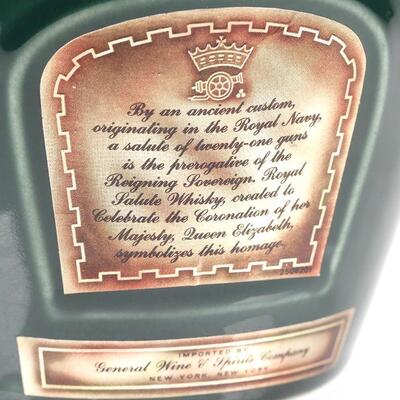 By an ancient custom,
originating in the Royal Navy,
a salute of twenty-one guns
is the prerogative of the
Reigning Sovereign. Royal
Salute Whisky, created to
Celebrate the Coronation of her
Majesty, Queen Elizabeth,
symbolizes this homage.
IMPORTED BY
General Wine & Spirits Company
NEW YORK, NEW YORK